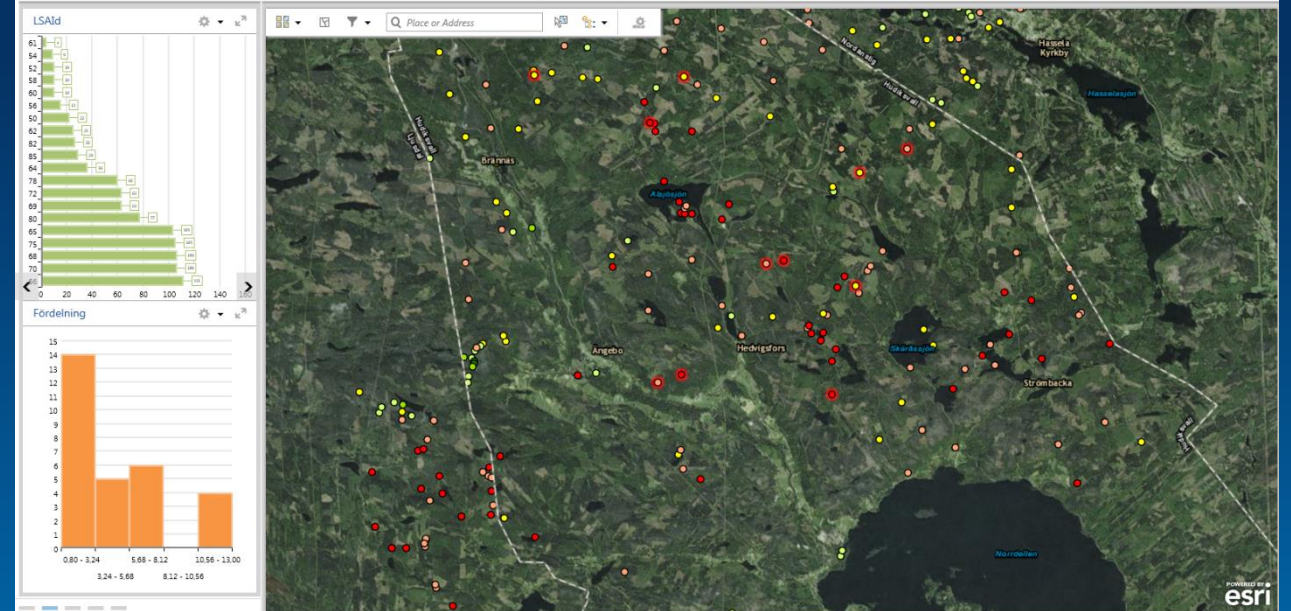 LSAId
61
54
52
58
60
56
50
62
82
85
64
78
72
69
80
65
75
68
70
0 20 40 60 80 100 120 140
Fördelning
15
14
13
12
11
10
9
8
7
6
5
4
3
2
1
0
0,80 - 3,24 5,68 - 8,12 10,56 - 13,00
3,24 - 5,68 8,12 - 10,56
Place or Address
Nordanstig
Hudiksvall
Hassela
Kyrkby
Hasselasjön
Hudiksvall
Ljusdal
Brännås
Alsjösjön
Ängebo
Hedvigsfors
Skaråssjön
Strömbacka
Norrdellen
POWERED BY
esri